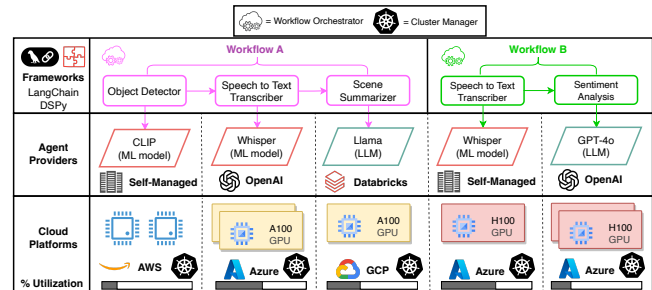 = Workflow Orchestrator
= Cluster Manager
Frameworks
LangChain
DSPy
Workflow A
Object Detector
Speech to Text
Transcriber
Scene
Summarizer
Workflow B
Speech to Text
Transcriber
Sentiment
Analysis
Agent
Providers
CLIP
(ML model)
Self-Managed
Whisper
(ML model)
OpenAI
Llama
(LLM)
Databricks
Whisper
(ML model)
Self-Managed
GPT-4o
(LLM)
OpenAI
Cloud
Platforms
% Utilization
AWS
A100
GPU
Azure
A100
GPU
GCP
H100
GPU
Azure
H100
GPU
Azure